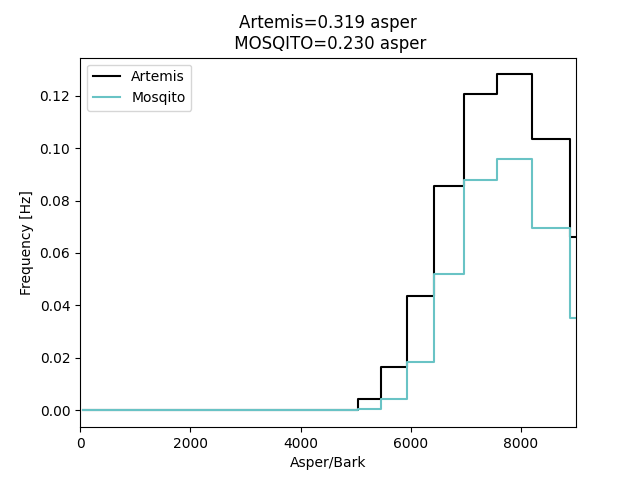 Artemis=0.319 asper
MOSQITO=0.230 asper
Artemis
Mosqito
0.12
0.10
0.08
0.06
0.04
0.02
0.00
Frequency [Hz]
0 2000 4000 6000 8000
Asper/Bark